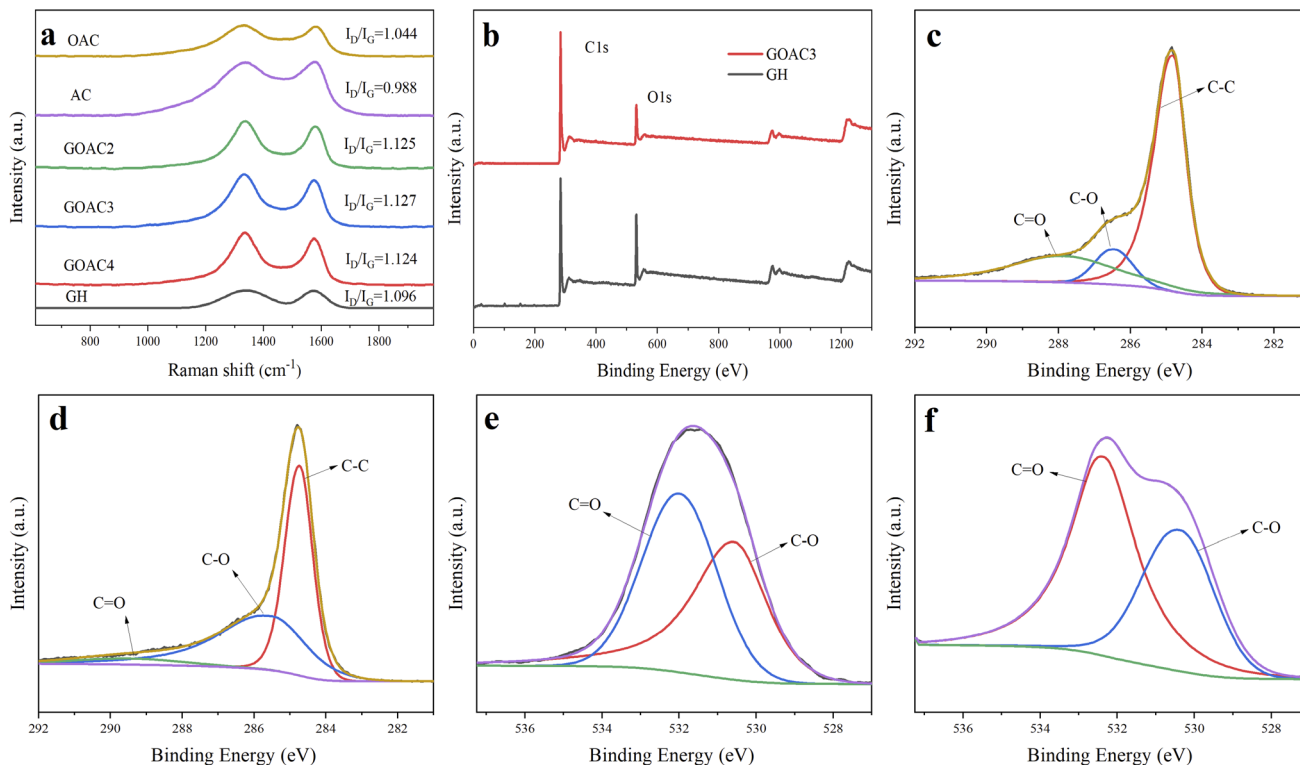 a
OAC
I_D/I_G=1.044
AC
I_D/I_G=0.988
GOAC2
I_D/I_G=1.125
GOAC3
I_D/I_G=1.127
GOAC4
I_D/I_G=1.124
GH
I_D/I_G=1.096
Intensity (a.u.)
800 1000 1200 1400 1600 1800
Raman shift (cm⁻¹)
b
C1s
O1s
GOAC3
GH
Intensity (a.u.)
0 200 400 600 800 1000 1200
Binding Energy (eV)
c
C-C
C-O
C=O
Intensity (a.u.)
292 290 288 286 284 282
Binding Energy (eV)
d
C-C
C-O
C=O
Intensity (a.u.)
292 290 288 286 284 282
Binding Energy (eV)
e
C=O
C-O
Intensity (a.u.)
536 534 532 530 528
Binding Energy (eV)
f
C=O
C-O
Intensity (a.u.)
536 534 532 530 528
Binding Energy (eV)